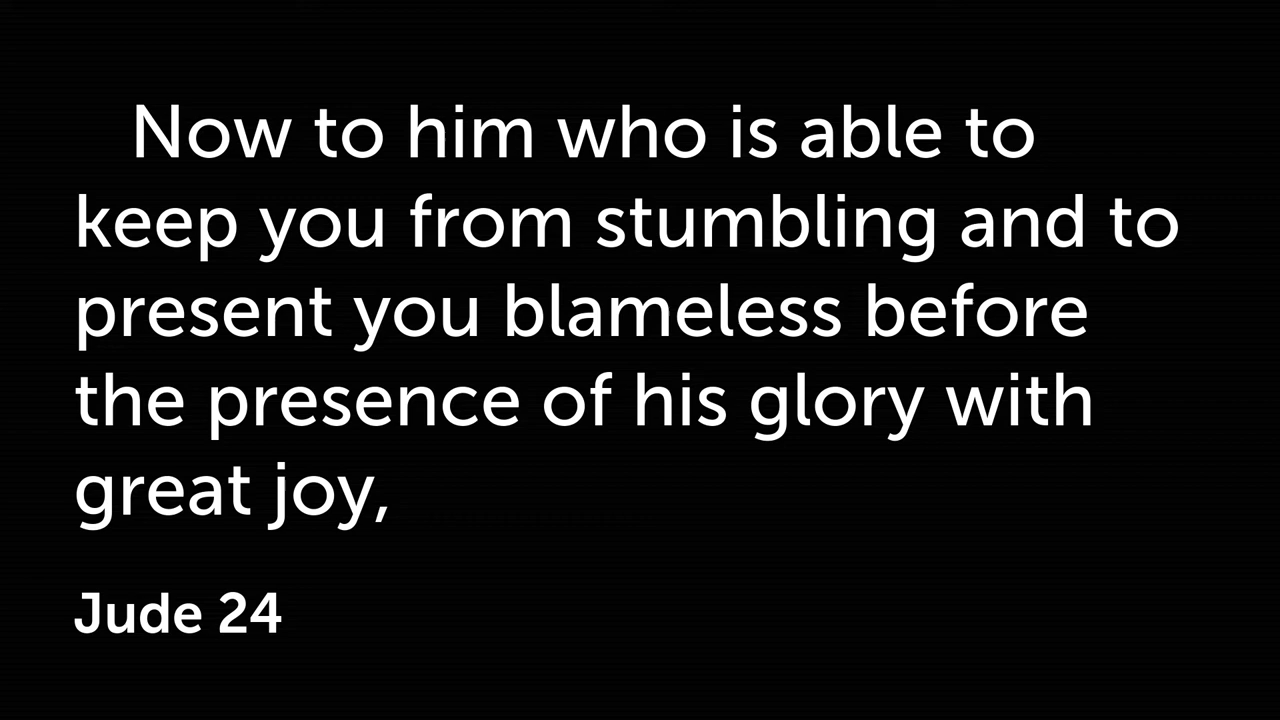 Now to him who is able to
keep you from stumbling and to
present you blameless before
the presence of his glory with
great joy,
Jude 24